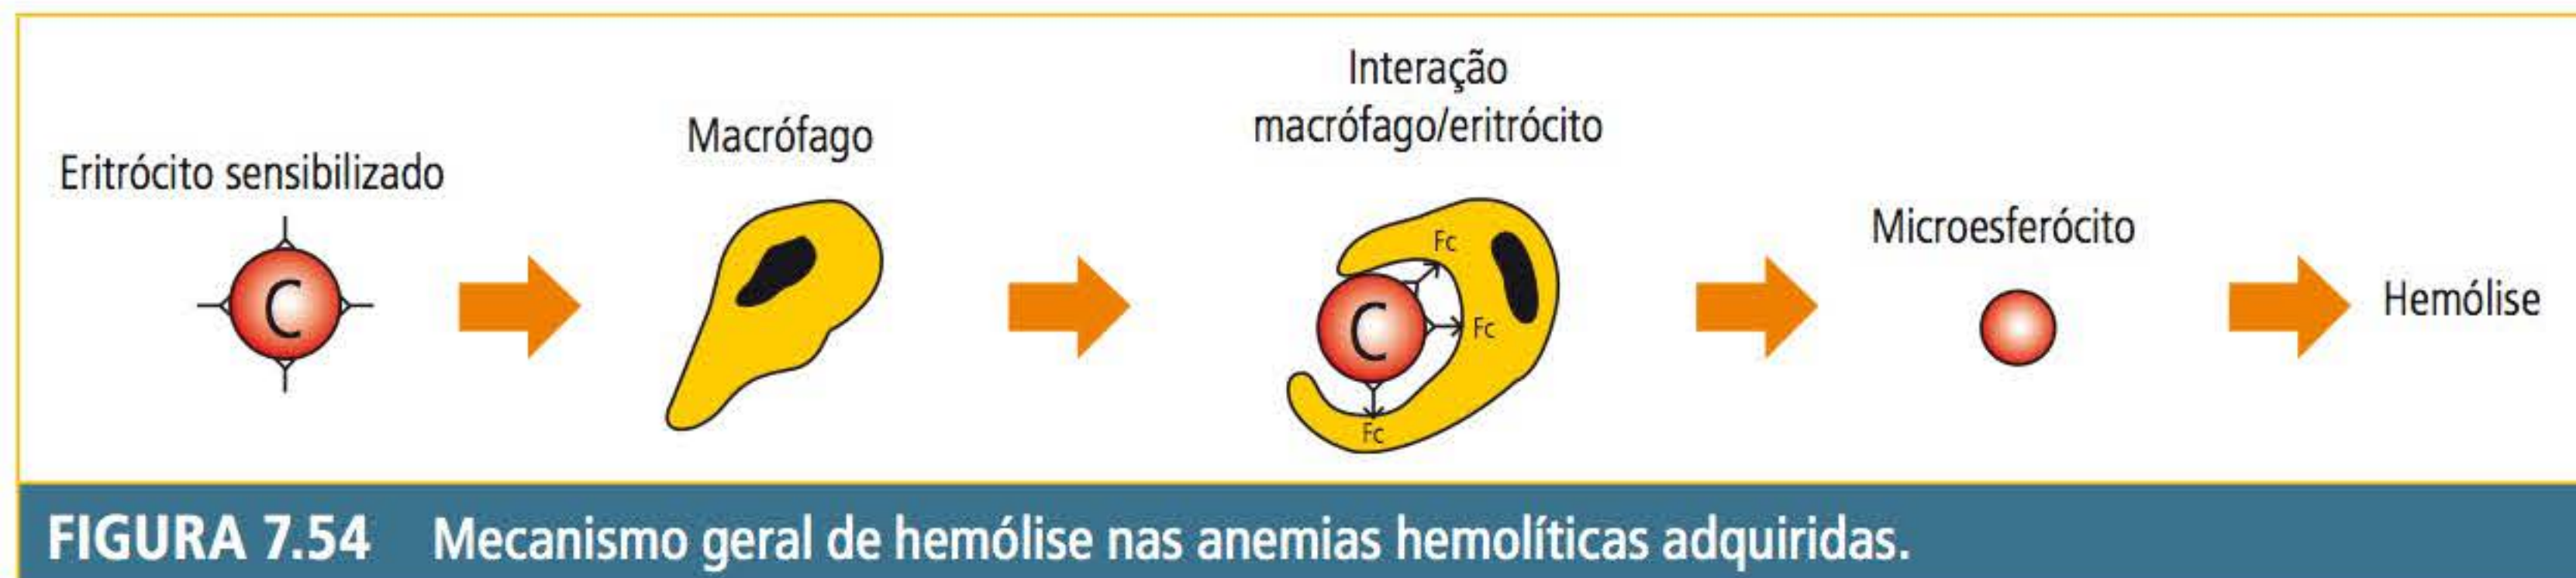 Eritrócito sensibilizado
C
Macrófago
Interação
macrófago/eritrócito
Fc
C
Fc
Fc
Microesferócito
Hemólise
FIGURA 7.54 Mecanismo geral de hemólise nas anemias hemolíticas adquiridas.